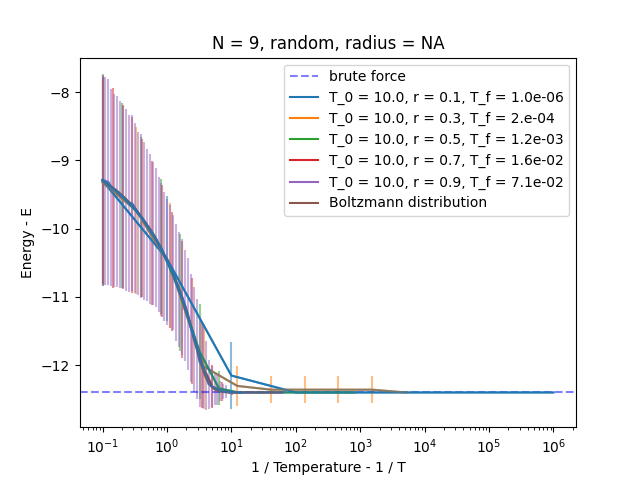 N = 9, random, radius = NA
brute force
T_0 = 10.0, r = 0.1, T_f = 1.0e-06
T_0 = 10.0, r = 0.3, T_f = 2.e-04
T_0 = 10.0, r = 0.5, T_f = 1.2e-03
T_0 = 10.0, r = 0.7, T_f = 1.6e-02
T_0 = 10.0, r = 0.9, T_f = 7.1e-02
Boltzmann distribution
Energy - E
−8
−9
−10
−11
−12
10⁻¹ 10⁰ 10¹ 10² 10³ 10⁴ 10⁵ 10⁶
1 / Temperature - 1 / T